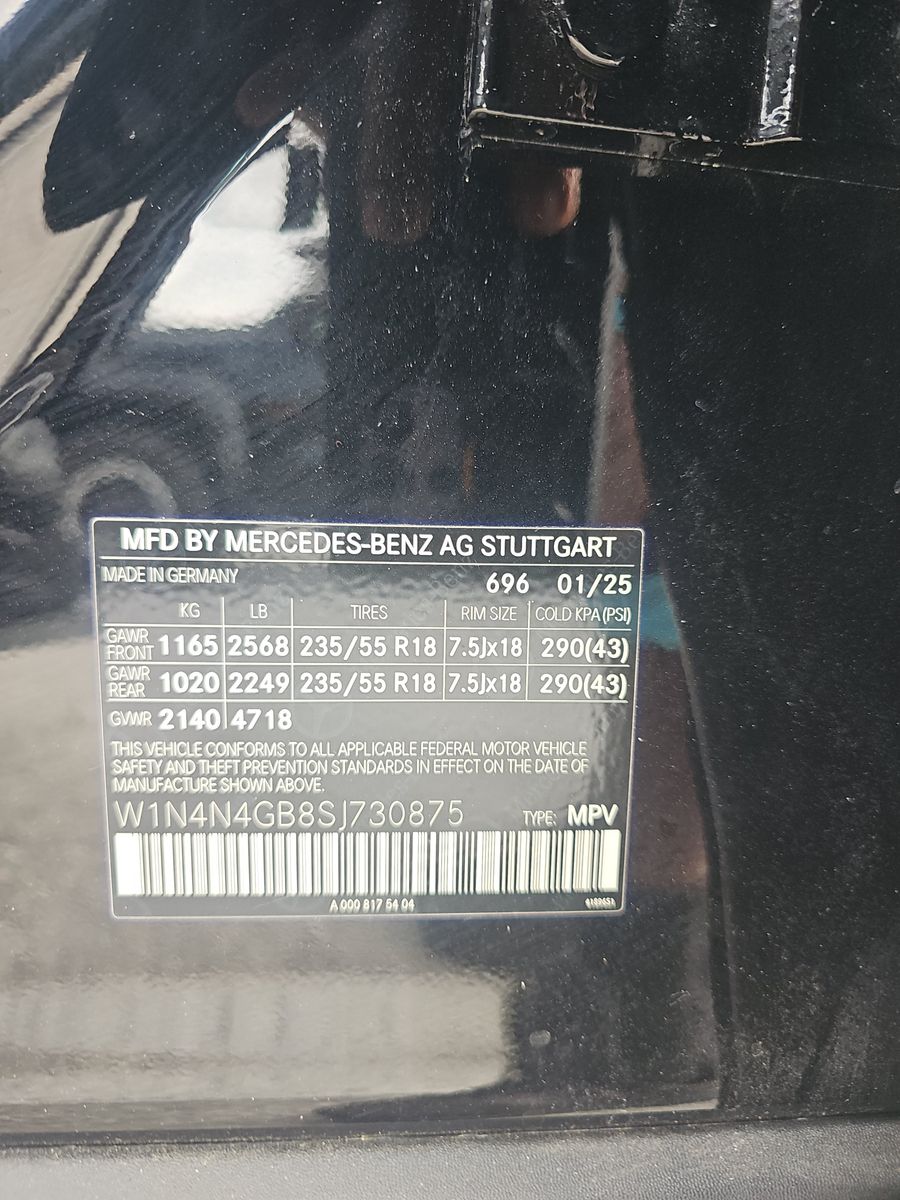 MFD BY MERCEDES-BENZ AG STUTTGART
MADE IN GERMANY 696 01/25
KG LB TIRES RIM SIZE COLD KPA (PSI)
GAWR FRONT 1165 2568 235/55 R18 7.5Jx18 290(43)
GAWR REAR 1020 2249 235/55 R18 7.5Jx18 290(43)
GVWR 2140 4718
THIS VEHICLE CONFORMS TO ALL APPLICABLE FEDERAL MOTOR VEHICLE
SAFETY AND THEFT PREVENTION STANDARDS IN EFFECT ON THE DATE OF
MANUFACTURE SHOWN ABOVE.
W1N4N4GB8SJ730875 TYPE: MPV
A 000 817 54 04